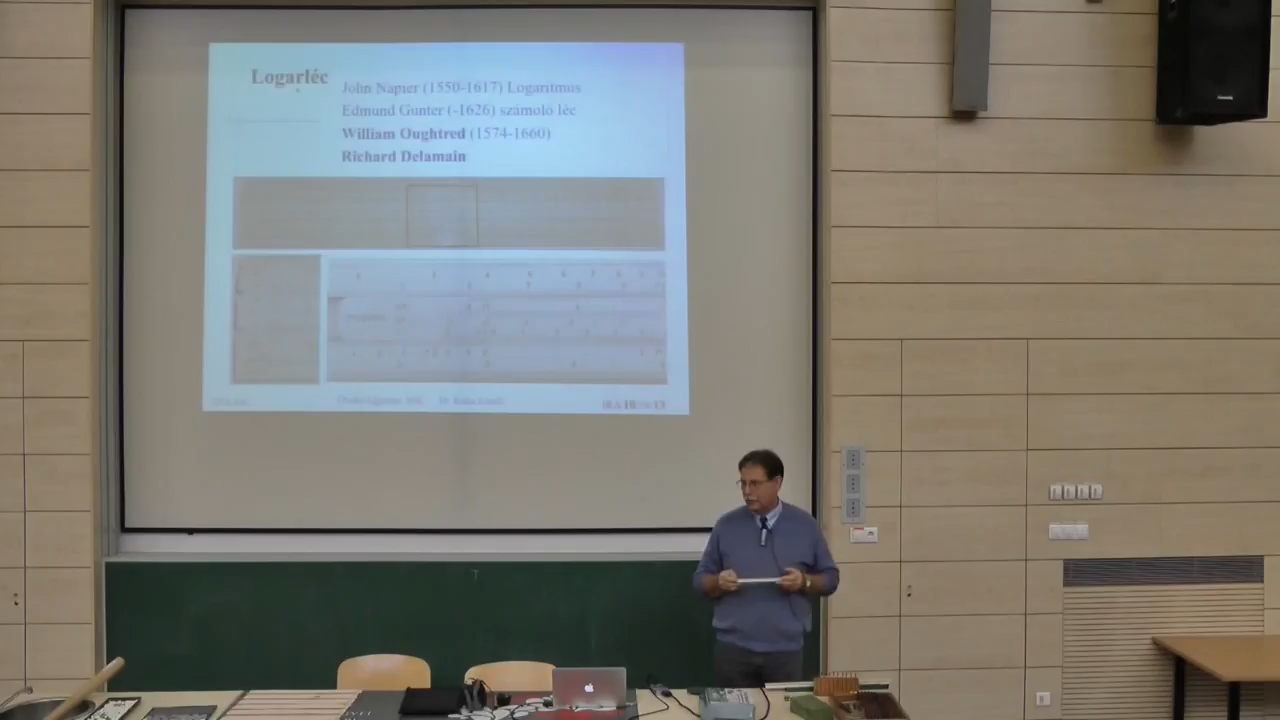 Logarléc
John Napier (1550-1617) Logaritmus
Edmund Gunter (-1626) számoló léc
William Oughtred (1574-1660)
Richard Delamain